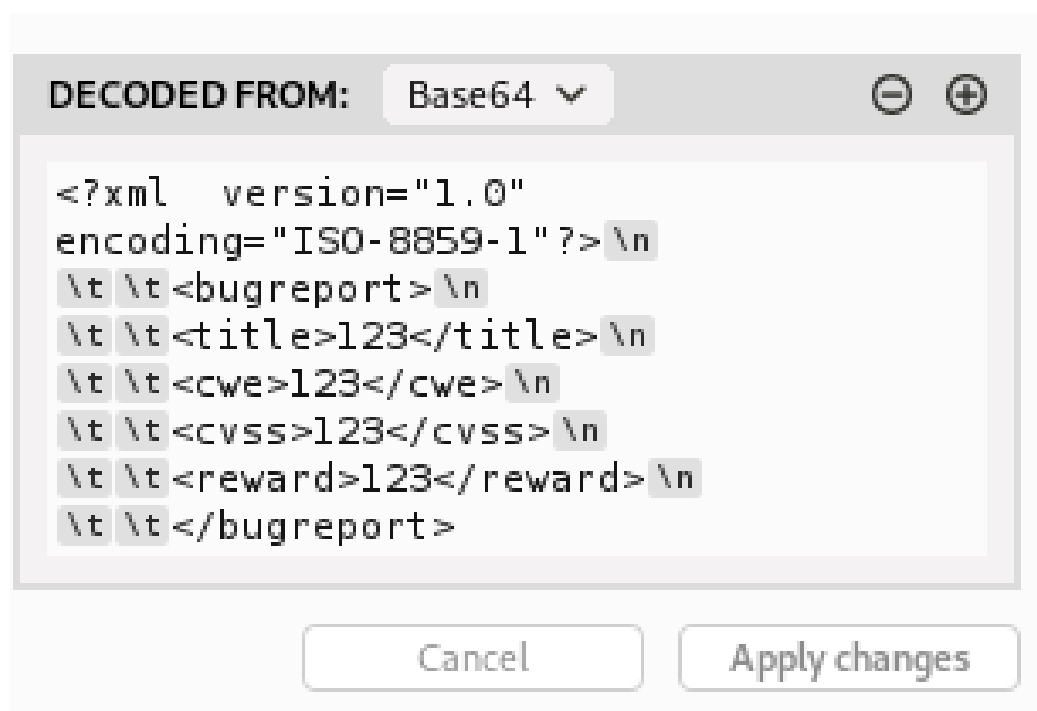 DECODED FROM: Base64
<?xml  version="1.0"
encoding="ISO-8859-1"?>\n
\t\t<bugreport>\n
\t\t<title>123</title>\n
\t\t<cwe>123</cwe>\n
\t\t<cvss>123</cvss>\n
\t\t<reward>123</reward>\n
\t\t</bugreport>
Cancel Apply changes